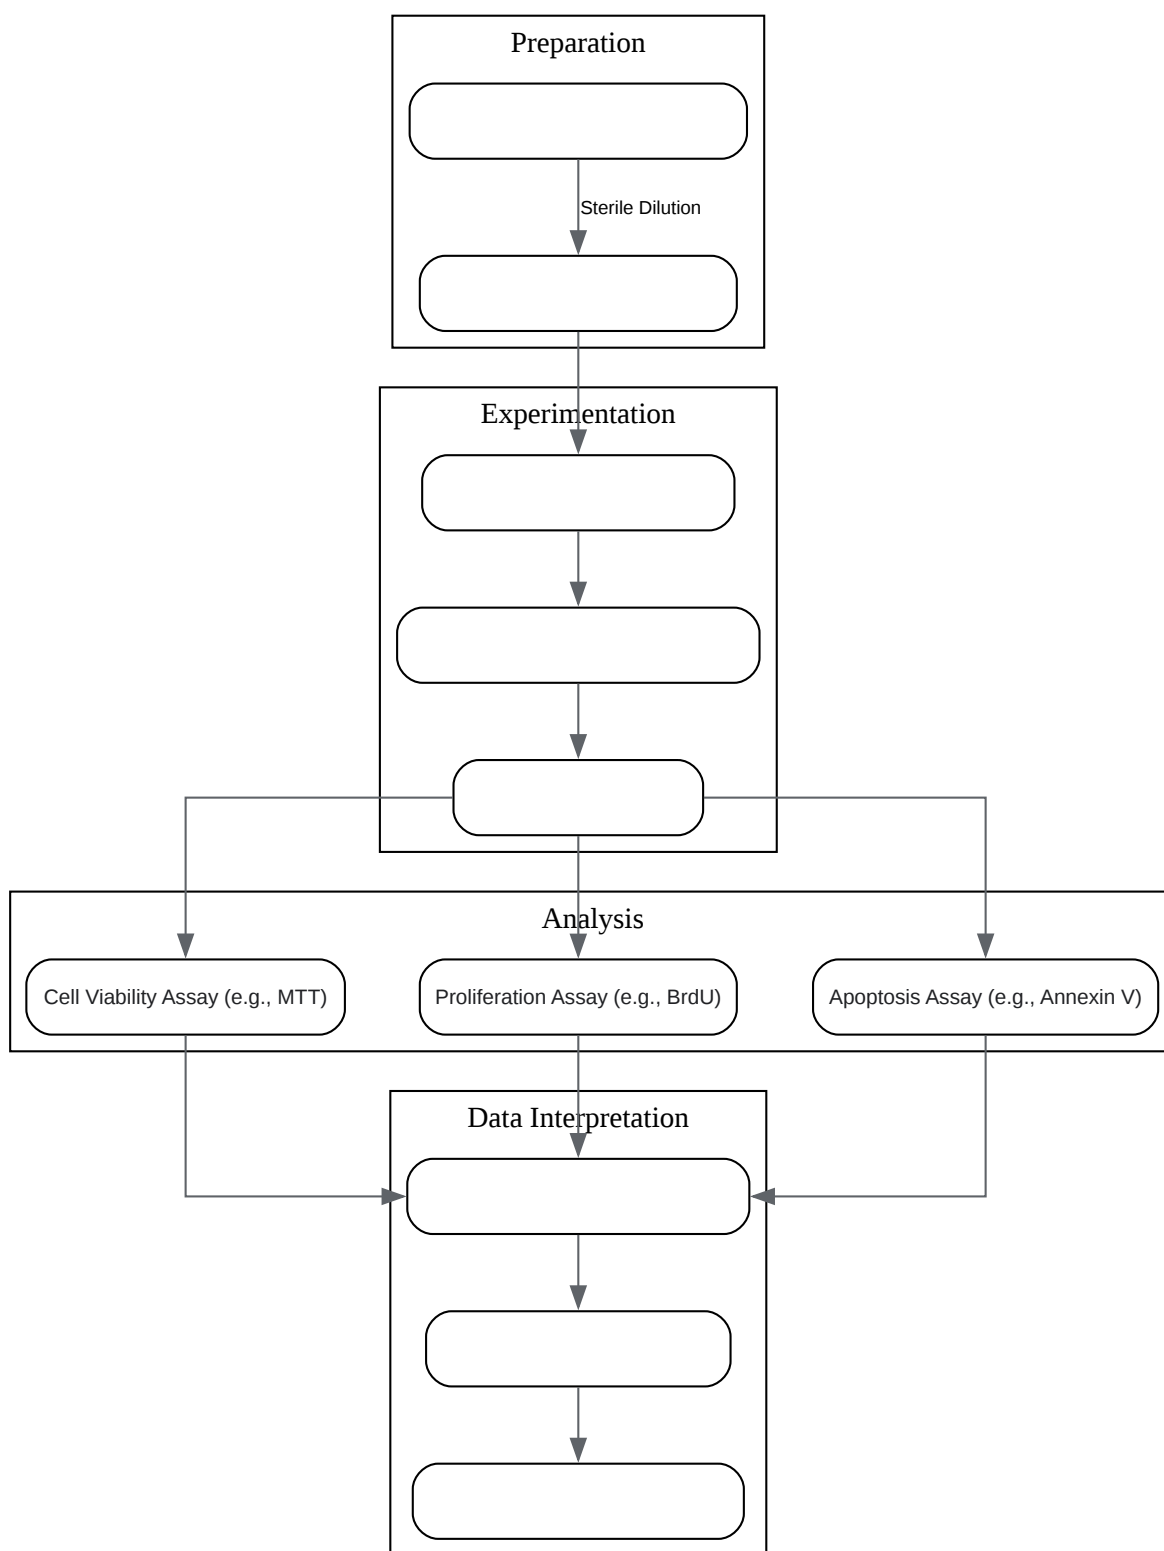 Preparation
Sterile Dilution
Experimentation
Analysis
Cell Viability Assay (e.g., MTT)
Proliferation Assay (e.g., BrdU)
Apoptosis Assay (e.g., Annexin V)
Data Interpretation